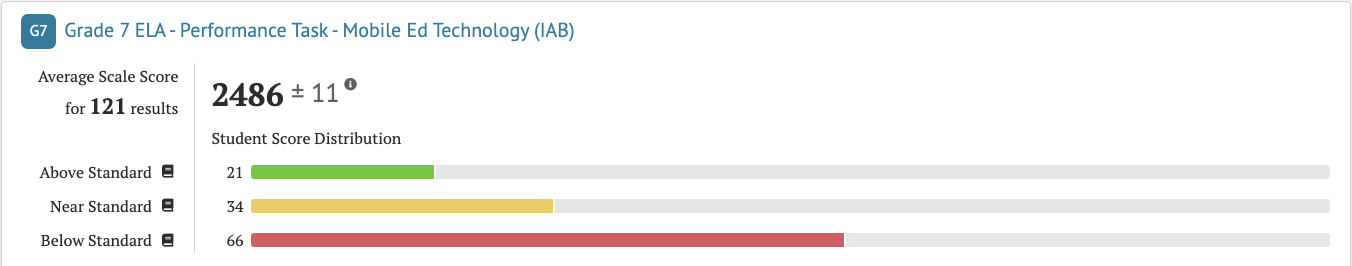 G7 Grade 7 ELA - Performance Task - Mobile Ed Technology (IAB)
Average Scale Score
for 121 results
2486 ± 11
Student Score Distribution
Above Standard 21
Near Standard 34
Below Standard 66